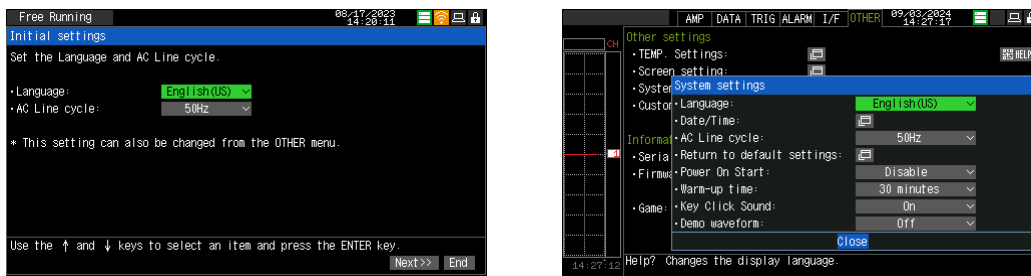 Free Running
08/17/2023
14:20:11
Initial settings
Set the Language and AC Line cycle.
・Language: English(US)
・AC Line cycle: 50Hz
* This setting can also be changed from the OTHER menu.
Use the ↑ and ↓ keys to select an item and press the ENTER key.
Next>> End
AMP DATA TRIG ALARM I/F OTHER 09/03/2024
14:27:17
CH
Other settings
・TEMP. Settings:
HELP
・Screen setting:
・System
System settings
・Custom
・Language: English(US)
・Date/Time:
Informat
・AC Line cycle: 50Hz
1
・Serial
・Return to default settings:
・Firmwa
・Power On Start: Disable
・Warm-up time: 30 minutes
・Game:
・Key Click Sound: On
・Demo waveform: Off
Close
14:27:12
Help? Changes the display language.